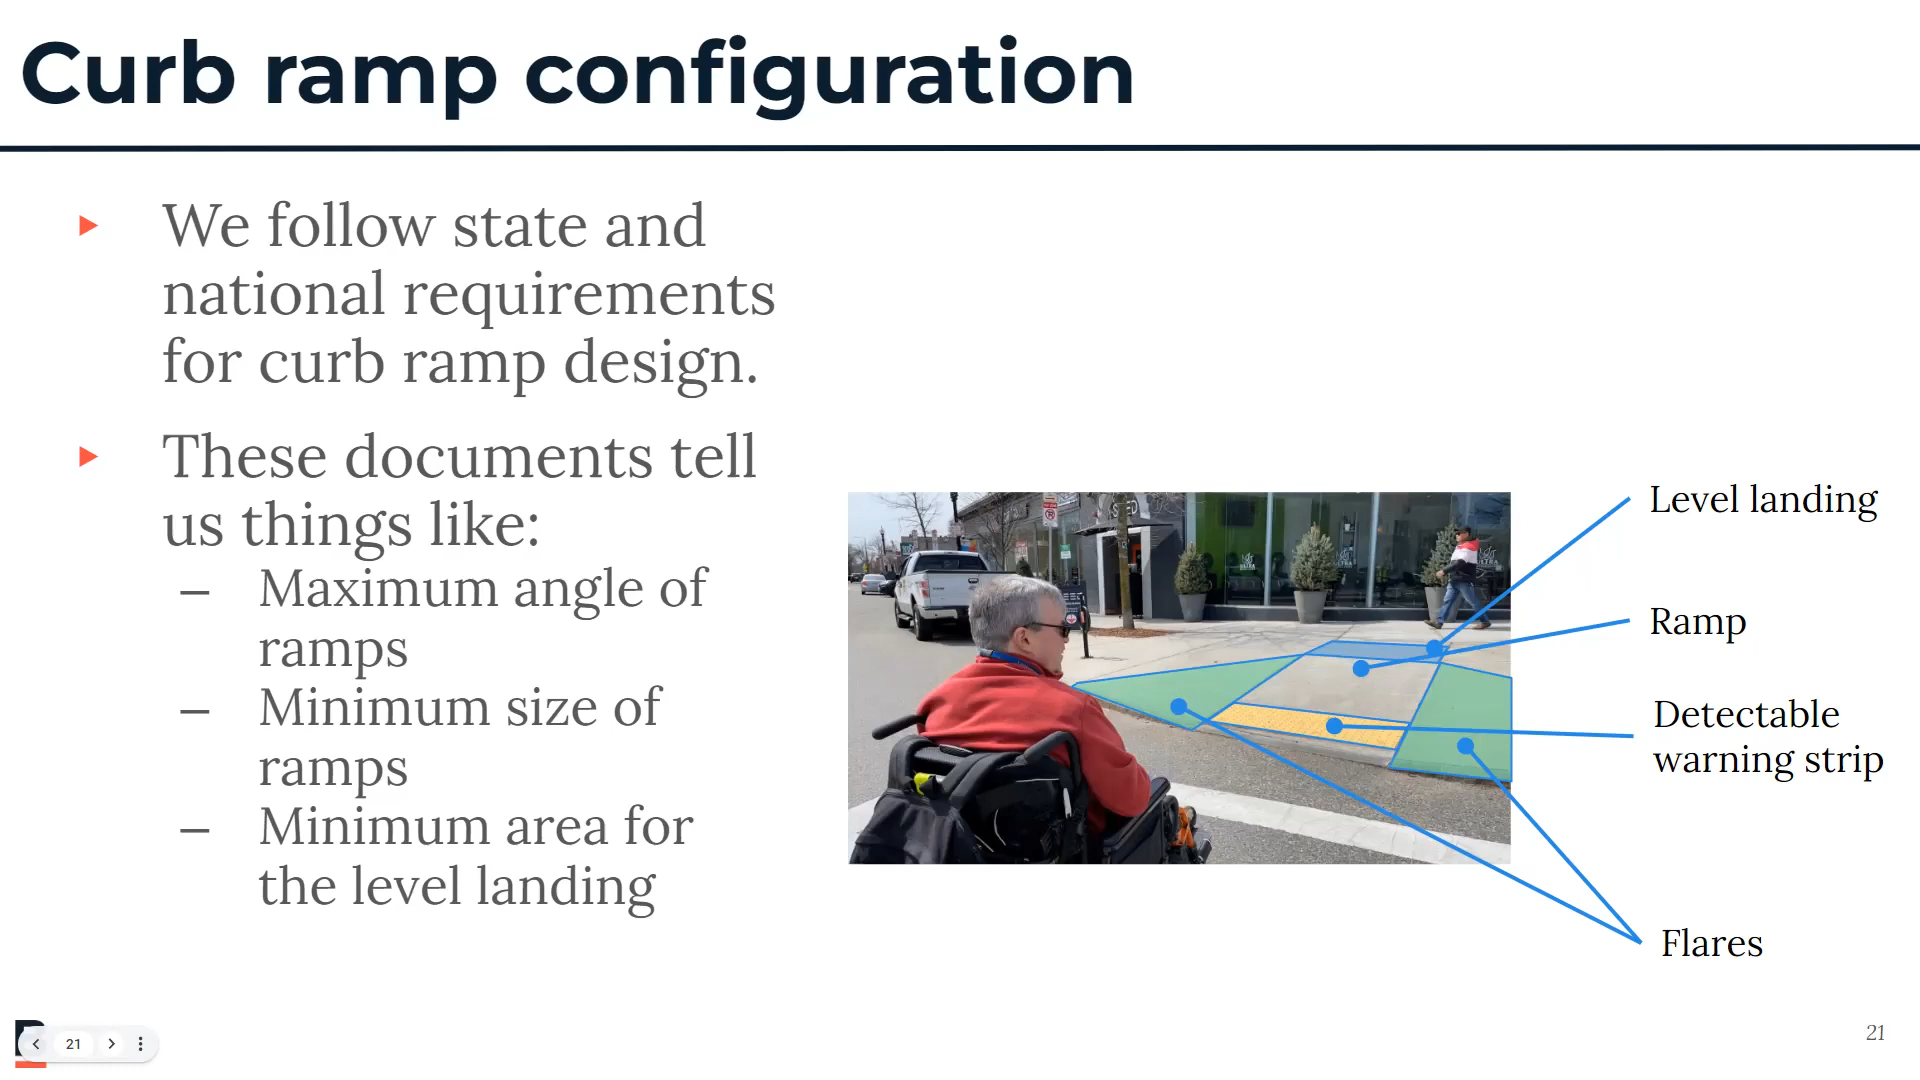 Curb ramp configuration
We follow state and
national requirements
for curb ramp design.
These documents tell
us things like:
– Maximum angle of
ramps
– Minimum size of
ramps
– Minimum area for
the level landing
Level landing
Ramp
Detectable
warning strip
Flares
21
21